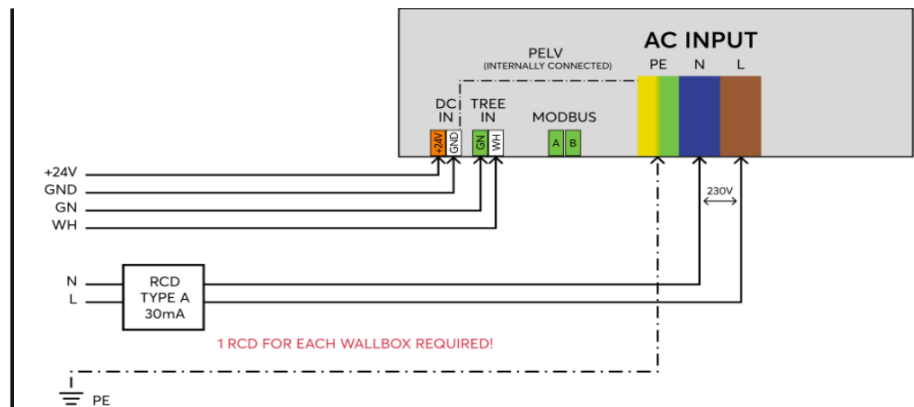 AC INPUT
PELV
(INTERNALLY CONNECTED)
PE N L
DC IN
TREE IN
MODBUS
+24V GND GN WH A B
+24V
GND
GN
WH
230V
N
L
RCD
TYPE A
30mA
1 RCD FOR EACH WALLBOX REQUIRED!
PE